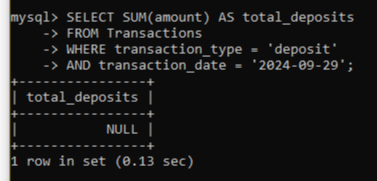 mysql> SELECT SUM(amount) AS total_deposits
    -> FROM Transactions
    -> WHERE transaction_type = 'deposit'
    -> AND transaction_date = '2024-09-29';
+----------------+
| total_deposits |
+----------------+
|           NULL |
+----------------+
1 row in set (0.13 sec)